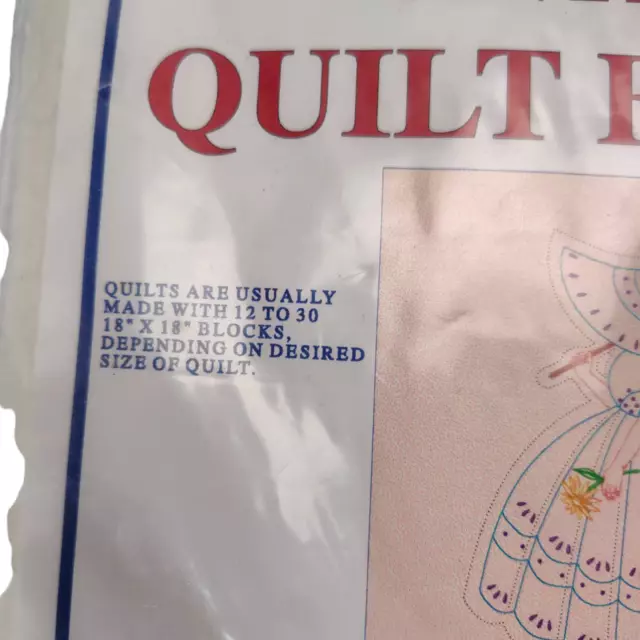 QUILT
QUILTS ARE USUALLY
MADE WITH 12 TO 30
18" X 18" BLOCKS,
DEPENDING ON DESIRED
SIZE OF QUILT.